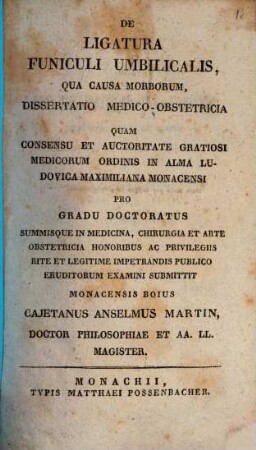 DE
LIGATURA
FUNICULI UMBILICALIS,
QUA CAUSA MORBORUM,
DISSERTATIO MEDICO-OBSTETRICIA
QUAM
CONSENSU ET AUCTORITATE GRATIOSI
MEDICORUM ORDINIS IN ALMA LU-
DOVICA MAXIMILIANA MONACENSI
PRO
GRADU DOCTORATUS
SUMMISQUE IN MEDICINA, CHIRURGIA ET ARTE
OBSTETRICIA HONORIBUS AC PRIVILEGIIS
RITE ET LEGITIME IMPETRANDIS PUBLICO
ERUDITORUM EXAMINI SUBMITTIT
MONACENSIS BOIUS
CAJETANUS ANSELMUS MARTIN,
DOCTOR PHILOSOPHIAE ET AA. LL.
MAGISTER.
MONACHII,
TYPIS MATTHAEI POSSENBACHER.